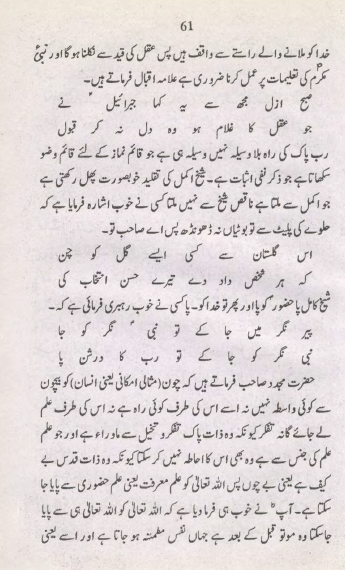 61
خدا کو ملانے والے راستے سے واقف ہیں پس عقل کی قید سے نکلنا ہو گا اور نبی
مکرمؐ کی تعلیمات پر عمل کرنا ضروری ہے علامہ اقبال فرماتے ہیں۔
صبح ازل مجھ سے یہ کہا جبرائیلؑ نے
جو عقل کا غلام ہو وہ دل نہ کر قبول
رب پاک کی راہ بلا وسیلہ نہیں وسیلہ ہی ہے جو قائم نماز کے لئے قائم وضو
سکھاتا ہے جو ذکر نفی اثبات ہے۔ شیخ اکمل کی تقلید خوبصورت پھل رکھتی ہے
جو اکمل سے ملتا ہے ناقص شیخ سے نہیں ملتا کسی نے خوب اشارہ فرمایا ہے کہ
حلوے کی پلیٹ سے تو بوٹیاں نہ ڈھونڈھ پس اے صاحب تو۔
اس گلستان سے کسی ایسے گل کو چن
کہ ہر شخص داد دے تیرے حسن انتخاب کی
شیخ کامل پا حضورؐ کو پا اور پھر تو خدا کو۔ پا کسی نے خوب رہبری فرمائی ہے کہ۔
پیر نگر میں جا کے تو نبیؐ نگر کو جا
نبی نگر کو جا کے تو رب کا درشن پا
حضرت مجدد صاحب فرماتے ہیں کہ چون (مثالی امکانی یعنی انسان) کو بیچون
سے کوئی واسطہ نہیں نہ اسے اس کی طرف کوئی راہ ہے نہ اس کی طرف علم
لے جائے گا نہ تفکر کیونکہ وہ ذات پاک تفکر و تخیل سے ماوراء ہے اور جو علم
علم کی جنس سے ہے وہ بھی اس کا احاطہ نہیں کر سکتا کیونکہ وہ ذات قدس بے
کیف ہے یعنی بے چوں پس اللہ تعالیٰ کو علم معرفت یعنی علم حضوری سے پایا جا
سکتا ہے۔ آپؒ نے خوب ہی فرما دیا ہے کہ اللہ تعالیٰ کو اللہ تعالیٰ ہی سے پایا
جا سکتا وہ موتو قبل کے بعد ہے جہاں نفس مطمئنہ ہو جاتا ہے اور اسے یعنی